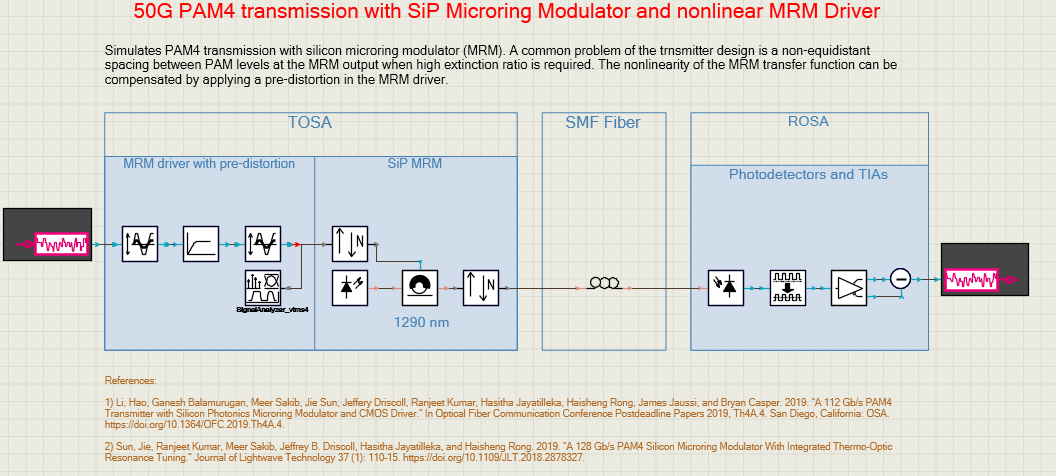 50G PAM4 transmission with SiP Microring Modulator and nonlinear MRM Driver
Simulates PAM4 transmission with silicon microring modulator (MRM). A common problem of the trnsmitter design is a non-equidistant
spacing between PAM levels at the MRM output when high extinction ratio is required. The nonlinearity of the MRM transfer function can be
compensated by applying a pre-distortion in the MRM driver.
TOSA
SMF Fiber
ROSA
MRM driver with pre-distortion
SiP MRM
Photodetectors and TIAs
N
N
SignalAnalyzer_vtms4
1290 nm
References:
1) Li, Hao, Ganesh Balamurugan, Meer Sakib, Jie Sun, Jeffery Driscoll, Ranjeet Kumar, Hasitha Jayatilleka, Haisheng Rong, James Jaussi, and Bryan Casper. 2019. "A 112 Gb/s PAM4
Transmitter with Silicon Photonics Microring Modulator and CMOS Driver." In Optical Fiber Communication Conference Postdeadline Papers 2019, Th4A.4. San Diego, California: OSA.
https://doi.org/10.1364/OFC.2019.Th4A.4.
2) Sun, Jie, Ranjeet Kumar, Meer Sakib, Jeffrey B. Driscoll, Hasitha Jayatilleka, and Haisheng Rong. 2019. "A 128 Gb/s PAM4 Silicon Microring Modulator With Integrated Thermo-Optic
Resonance Tuning." Journal of Lightwave Technology 37 (1): 110-15. https://doi.org/10.1109/JLT.2018.2878327.